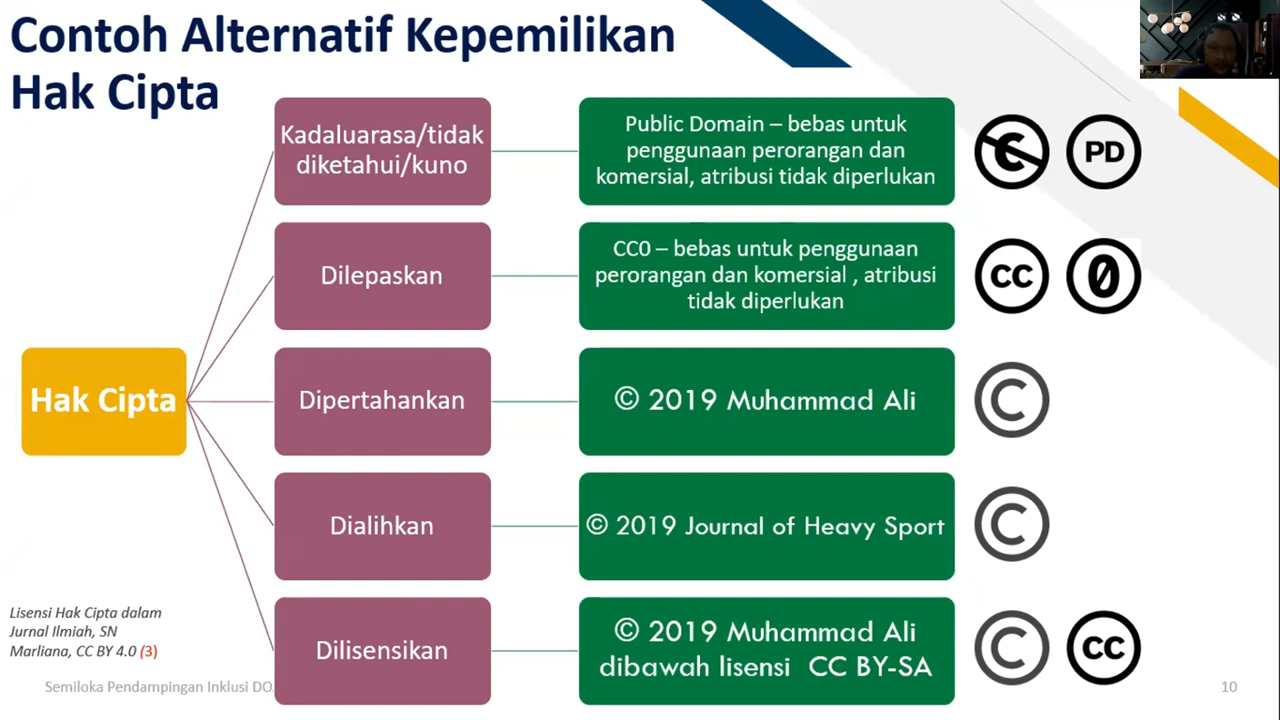 Contoh Alternatif Kepemilikan
Hak Cipta
Kadaluarasa/tidak
diketahui/kuno
Public Domain – bebas untuk
penggunaan perorangan dan
komersial, atribusi tidak diperlukan
C
PD
Dilepaskan
CC0 – bebas untuk penggunaan
perorangan dan komersial , atribusi
tidak diperlukan
CC
0
Hak Cipta
Dipertahankan
© 2019 Muhammad Ali
©
Dialihkan
© 2019 Journal of Heavy Sport
©
Dilisensikan
© 2019 Muhammad Ali
dibawah lisensi CC BY-SA
©
CC
Lisensi Hak Cipta dalam
Jurnal Ilmiah, SN
Marliana, CC BY 4.0 (3)
Semiloka Pendampingan Inklusi DO
10